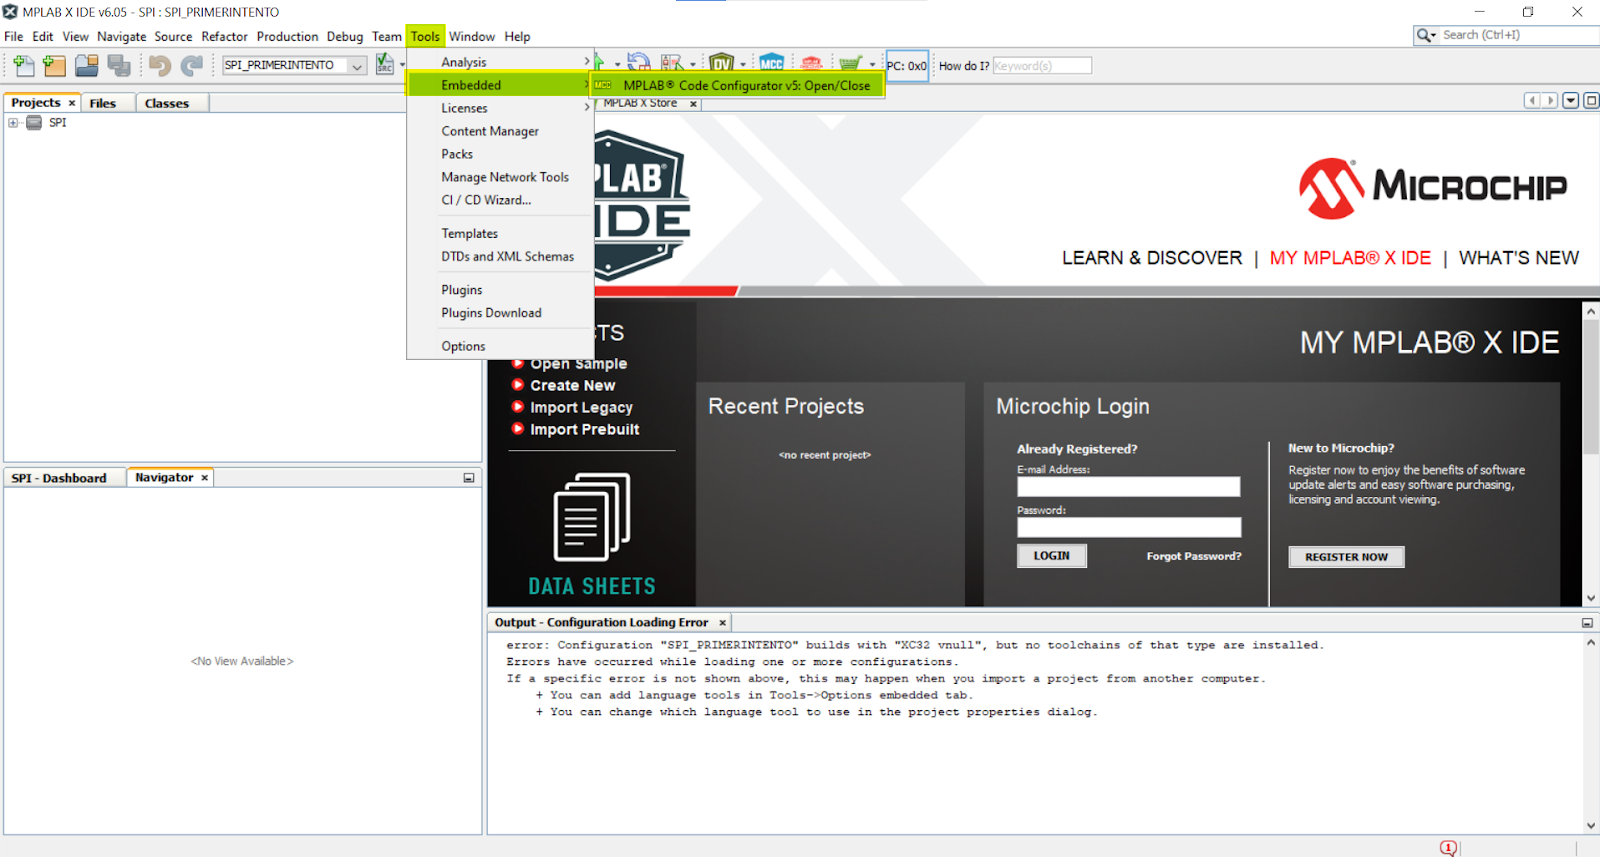 MPLAB X IDE v6.05 - SPI : SPI_PRIMERINTENTO
File Edit View Navigate Source Refactor Production Debug Team Tools Window Help
Search (Ctrl+I)
SPI_PRIMERINTENTO
SRC
DV
MCC
PC: 0x0
How do I?
Keyword(s)
Analysis
Embedded
Licenses
Content Manager
Packs
Manage Network Tools
CI / CD Wizard...
Templates
DTDs and XML Schemas
Plugins
Plugins Download
Options
MCC
MPLAB® Code Configurator v5: Open/Close
Projects x
Files
Classes
SPI
MPLAB X Store x
PLAB®
IDE
MICROCHIP
LEARN & DISCOVER | MY MPLAB® X IDE | WHAT'S NEW
CTS
MY MPLAB® X IDE
Open Sample
Create New
Import Legacy
Import Prebuilt
DATA SHEETS
Recent Projects
<no recent project>
Microchip Login
Already Registered?
E-mail Address:
Password:
LOGIN
Forgot Password?
New to Microchip?
Register now to enjoy the benefits of software
update alerts and easy software purchasing,
licensing and account viewing.
REGISTER NOW
SPI - Dashboard
Navigator x
<No View Available>
Output - Configuration Loading Error x
error: Configuration "SPI_PRIMERINTENTO" builds with "XC32 vnull", but no toolchains of that type are installed.
Errors have occurred while loading one or more configurations.
If a specific error is not shown above, this may happen when you import a project from another computer.
+ You can add language tools in Tools->Options embedded tab.
+ You can change which language tool to use in the project properties dialog.
1